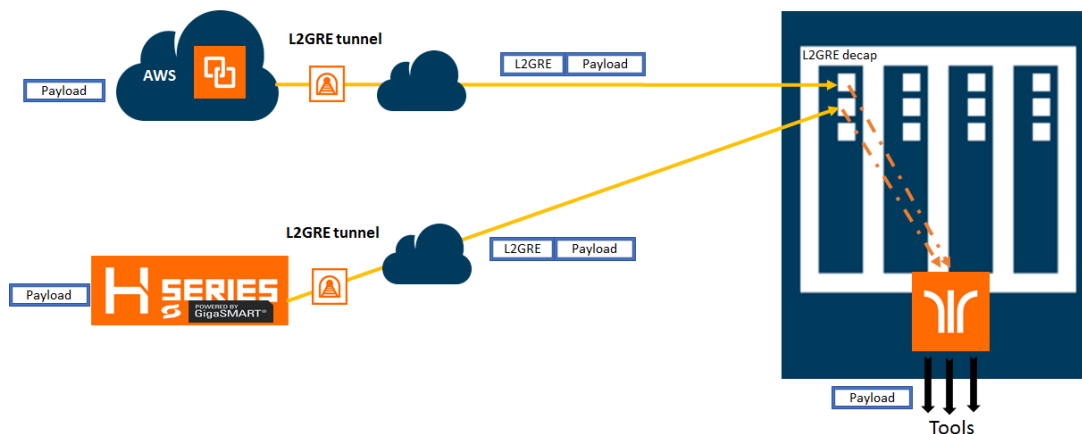 L2GRE tunnel
AWS
Payload
L2GRE Payload
L2GRE decap
L2GRE tunnel
L2GRE Payload
Payload
H SERIES
POWERED BY
GigaSMART®
Payload
Tools